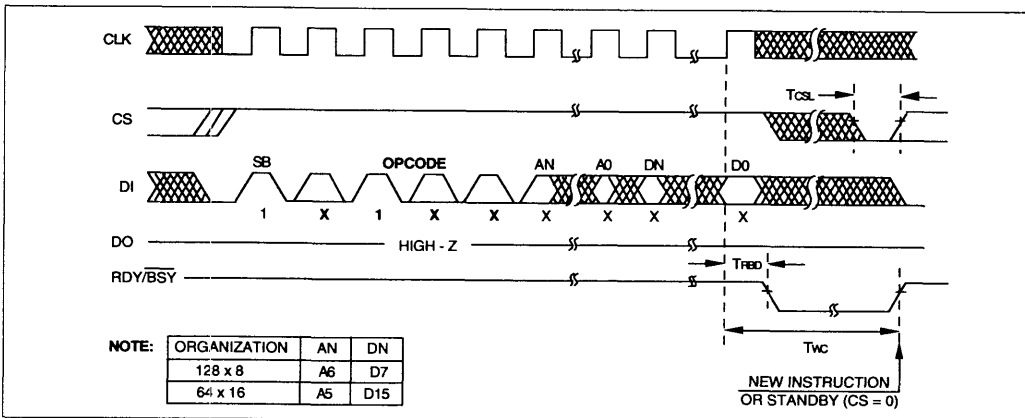 CLK
TCSL
CS
SB OPCODE AN A0 DN D0
DI
1 X 1 X X X X X X
DO HIGH - Z
TRBD
RDY/BSY
TWC
NOTE: ORGANIZATION AN DN
128 x 8 A6 D7
64 x 16 A5 D15
NEW INSTRUCTION
OR STANDBY (CS = 0)